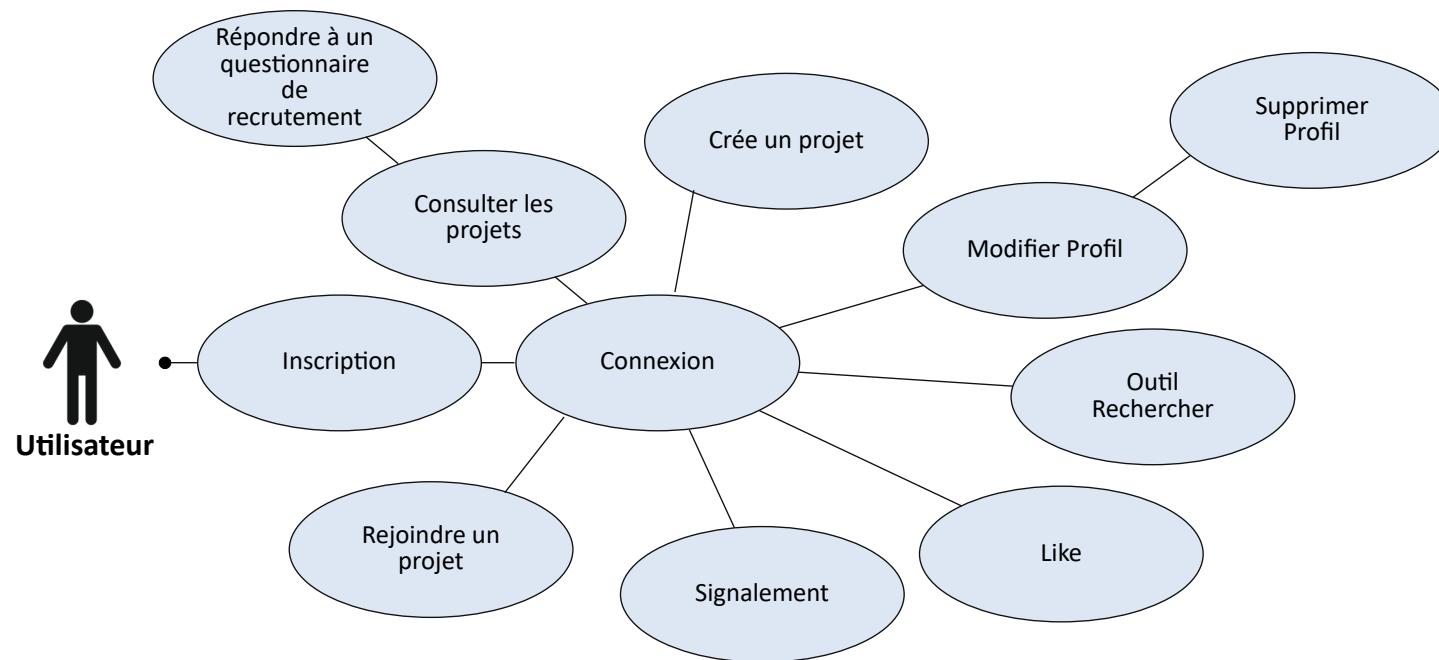 Répondre à un
questionnaire
de
recrutement
Crée un projet
Supprimer
Profil
Consulter les
projets
Modifier Profil
Inscription
Connexion
Outil
Rechercher
Utilisateur
Rejoindre un
projet
Signalement
Like